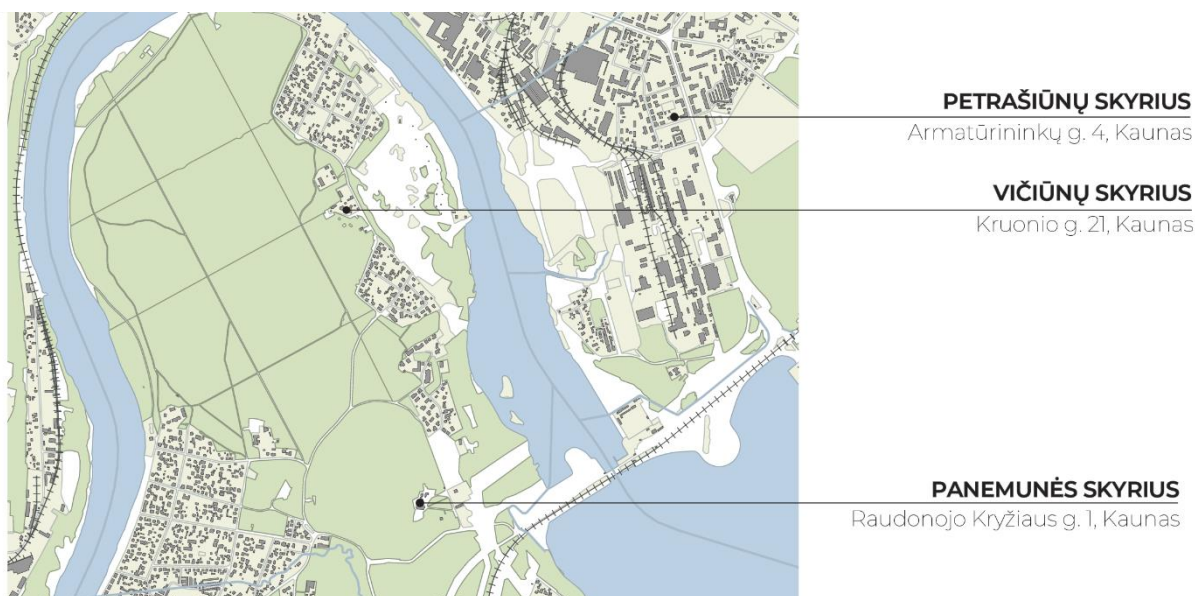 PETRAŠIŪNŲ SKYRIUS
Armatūrininkų g. 4, Kaunas
VIČIŪNŲ SKYRIUS
Kruonio g. 21, Kaunas
PANEMUNĖS SKYRIUS
Raudonojo Kryžiaus g. 1, Kaunas